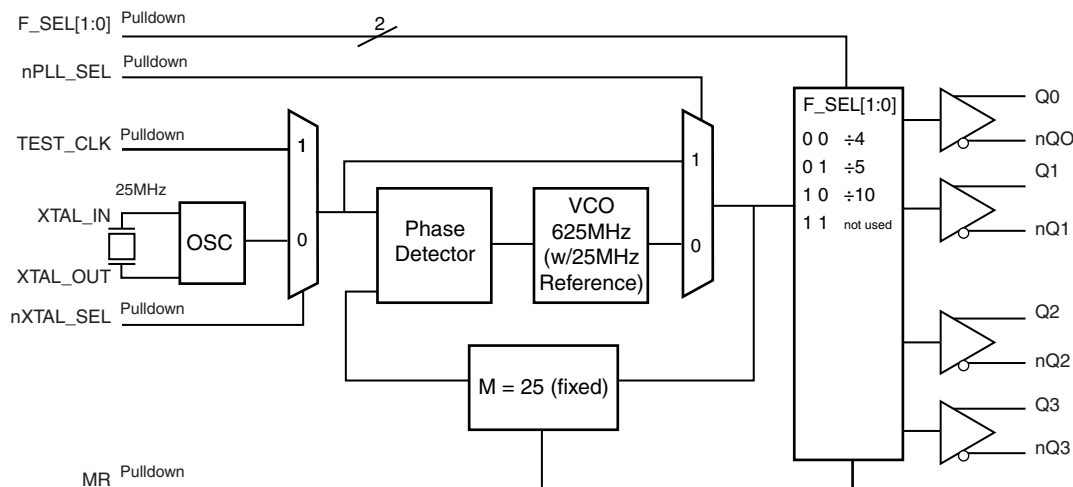 F_SEL[1:0] Pulldown
2
nPLL_SEL Pulldown
F_SEL[1:0]
0 0 ÷4
0 1 ÷5
1 0 ÷10
1 1 not used
TEST_CLK Pulldown
1
0
25MHz
XTAL_IN
OSC
XTAL_OUT
nXTAL_SEL Pulldown
Phase
Detector
VCO
625MHz
(w/25MHz
Reference)
1
0
M = 25 (fixed)
MR Pulldown
Q0
nQO
Q1
nQ1
Q2
nQ2
Q3
nQ3